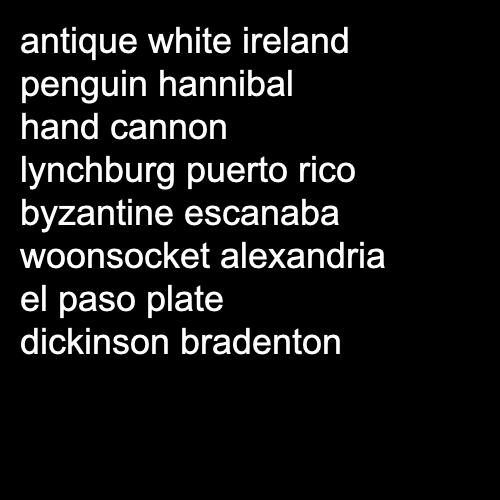 antique white ireland
penguin hannibal
hand cannon
lynchburg puerto rico
byzantine escanaba
woonsocket alexandria
el paso plate
dickinson bradenton